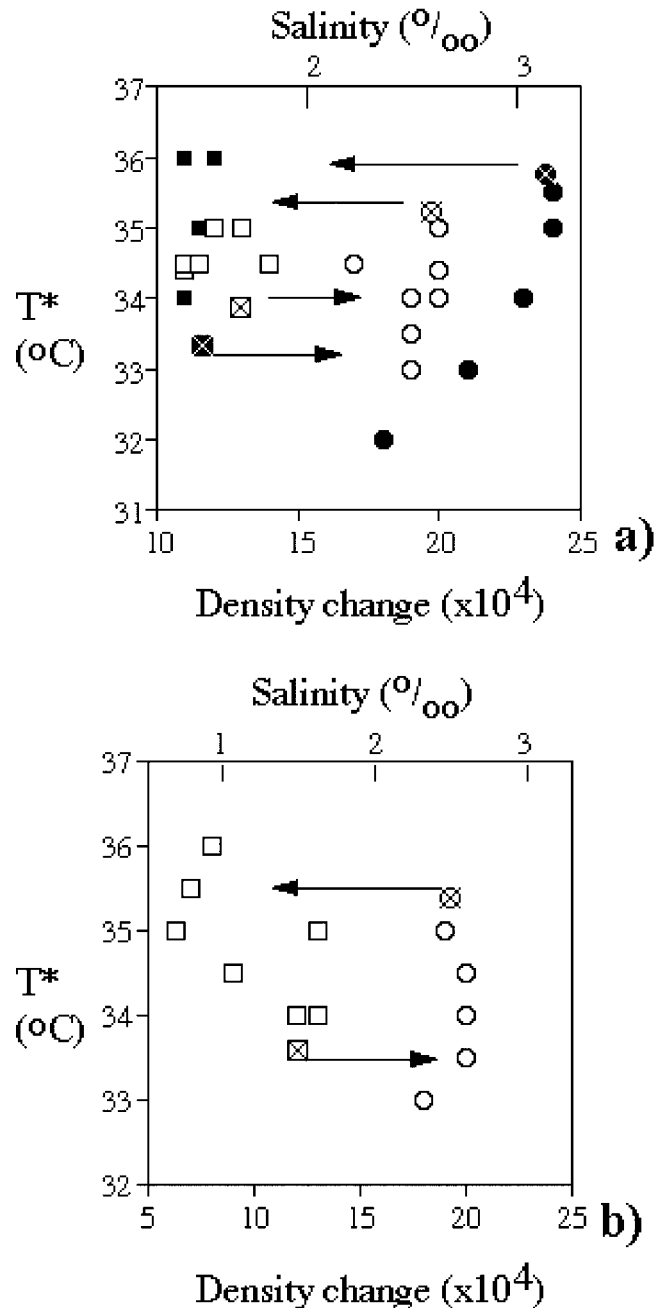 Salinity (o/oo)
2 3
37
36
35
34
33
32
31
T*
(oC)
10 15 20 25
a)
Density change (x10^4)
Salinity (o/oo)
1 2 3
37
36
35
34
33
32
T*
(oC)
5 10 15 20 25
b)
Density change (x10^4)